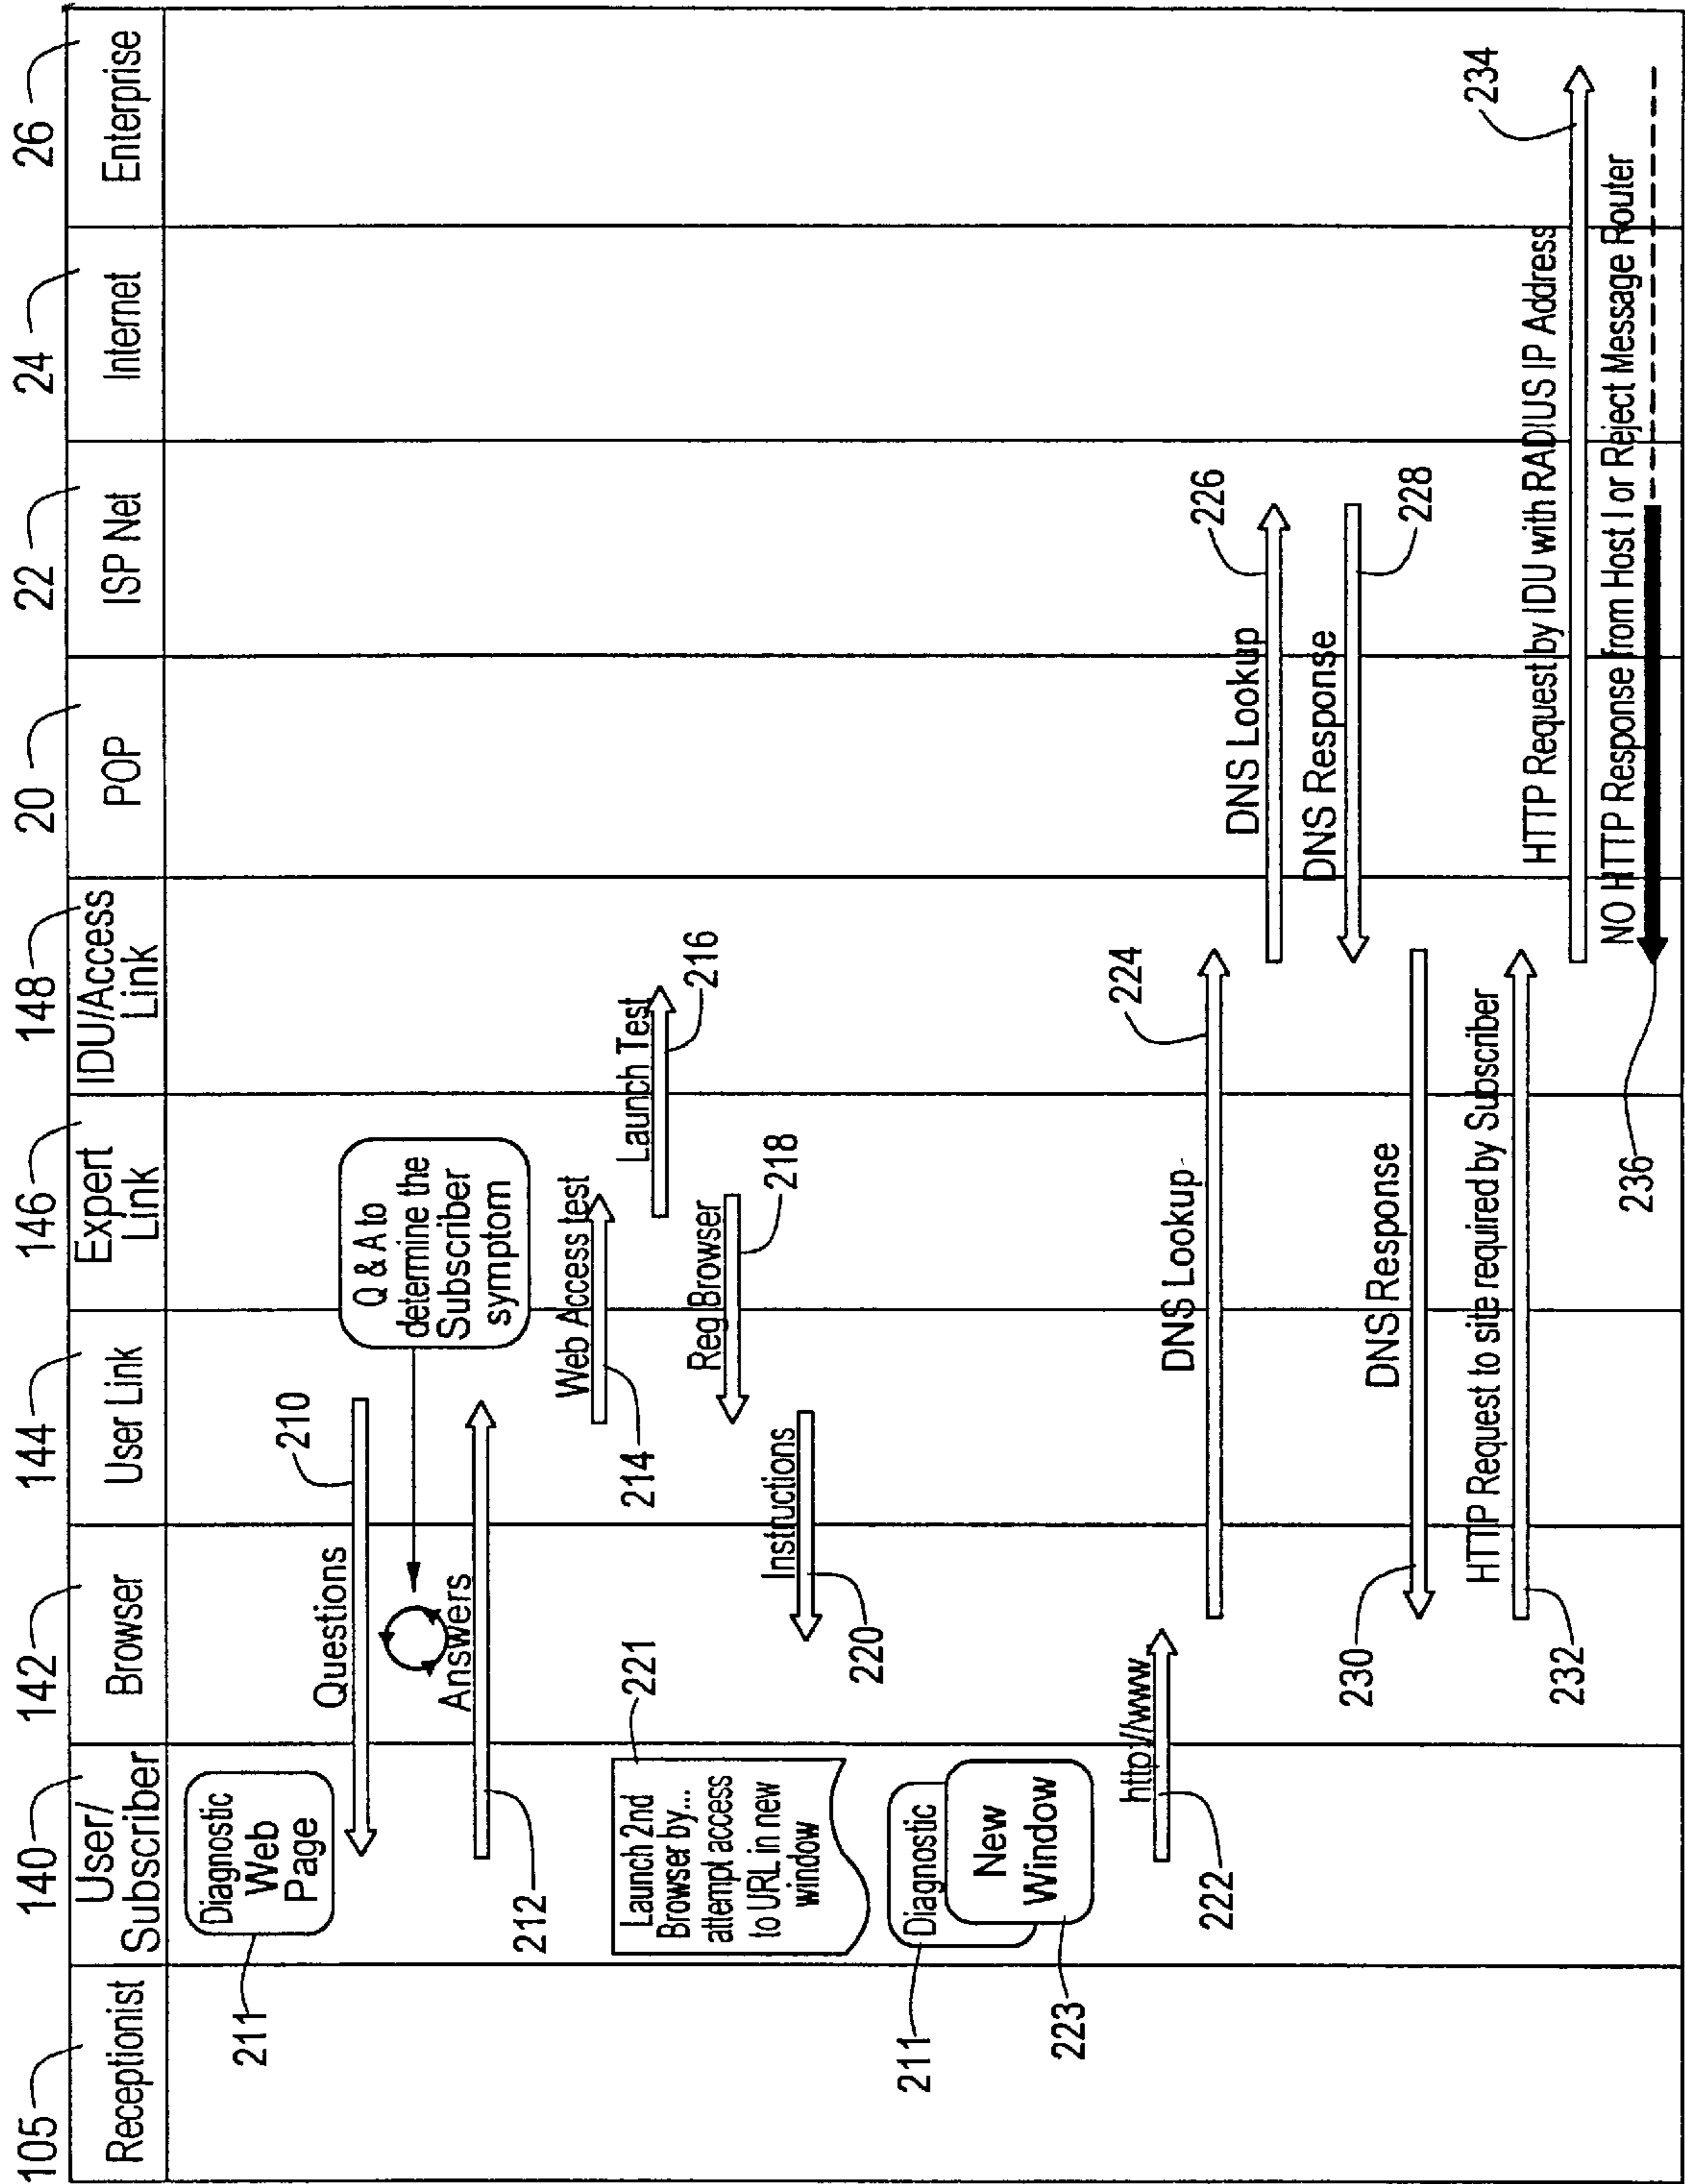 105
140
142
144
146
148
20
22
24
26
Receptionist
User/
Subscriber
Browser
User Link
Expert
Link
IDU/Access
Link
POP
ISP Net
Internet
Enterprise
Diagnostic
Web
Page
211
Questions
210
Q & A to
determine the
Subscriber
symptom
Answers
212
Web Access test
214
Launch Test
216
Req Browser
218
Launch 2nd
Browser by...
attempt access
to URL in new
window
221
Instructions
220
Diagnostic
211
New
Window
223
http://www
222
DNS Lookup
224
DNS Lookup
226
DNS Response
228
DNS Response
230
HTTP Request to site required by Subscriber
232
HTTP Request by IDU with RADIUS IP Address
234
NO HTTP Response from Host I or Reject Message Router
236